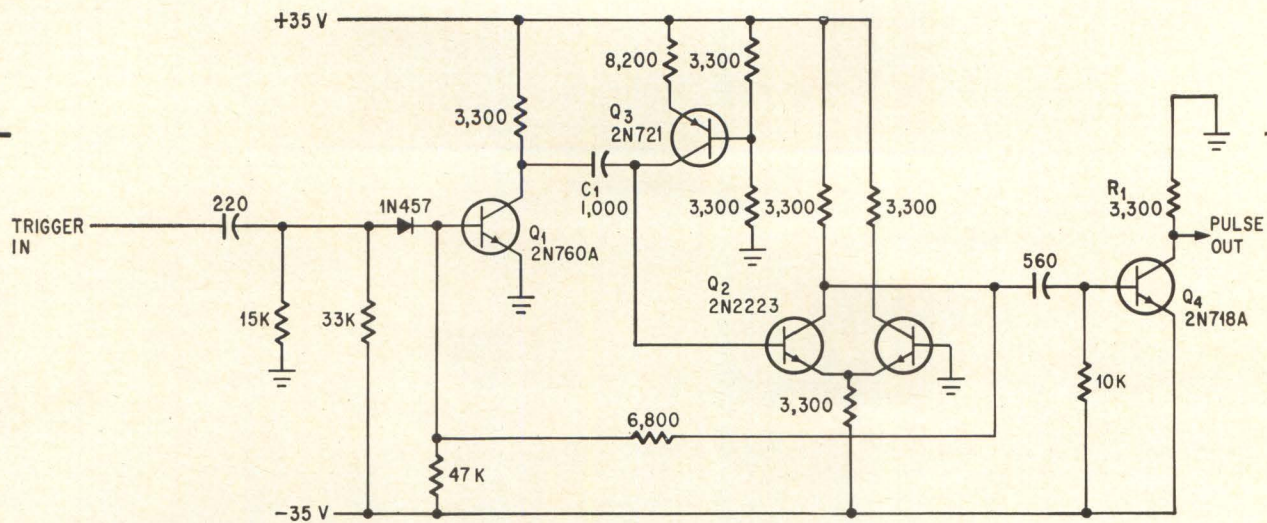 +35 V
8,200
3,300
3,300
Q3
2N721
R1
3,300
C1
1,000
3,300
3,300
3,300
TRIGGER
IN
220
1N457
Q1
2N760A
PULSE
OUT
560
Q2
2N2223
Q4
2N718A
15K
33K
10K
3,300
6,800
47 K
-35 V